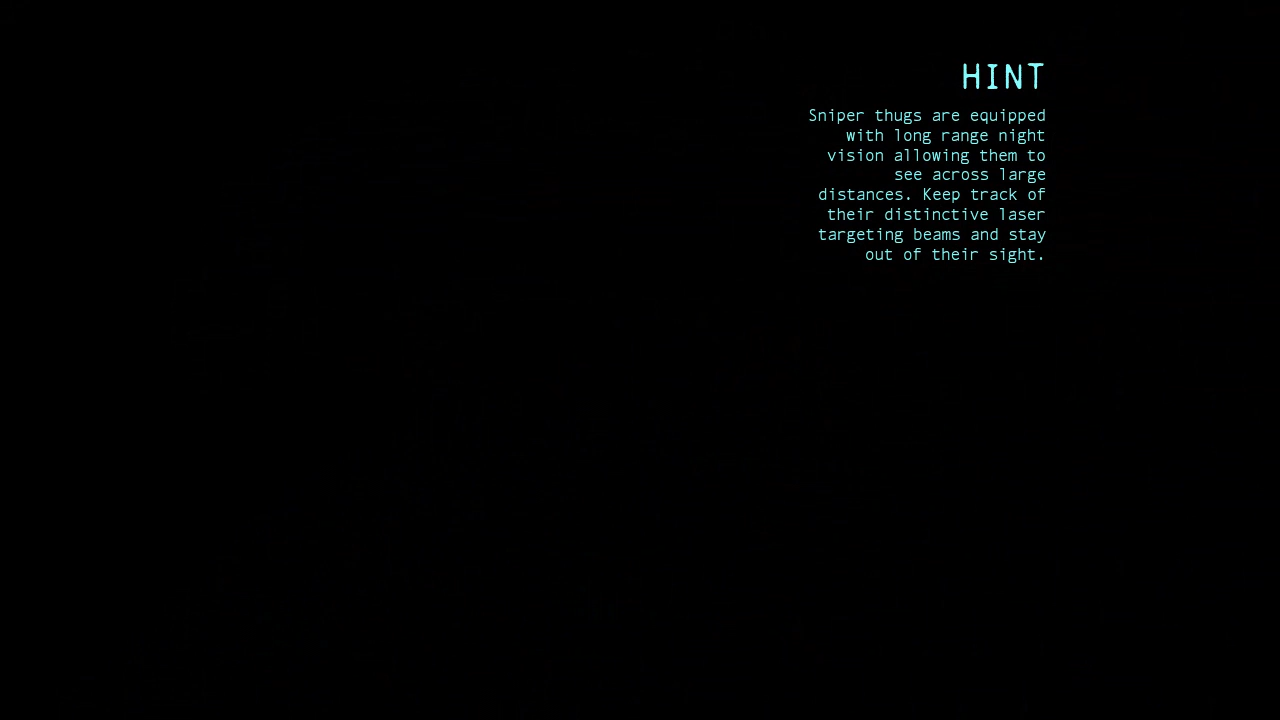 HINT
Sniper thugs are equipped
with long range night
vision allowing them to
see across large
distances. Keep track of
their distinctive laser
targeting beams and stay
out of their sight.